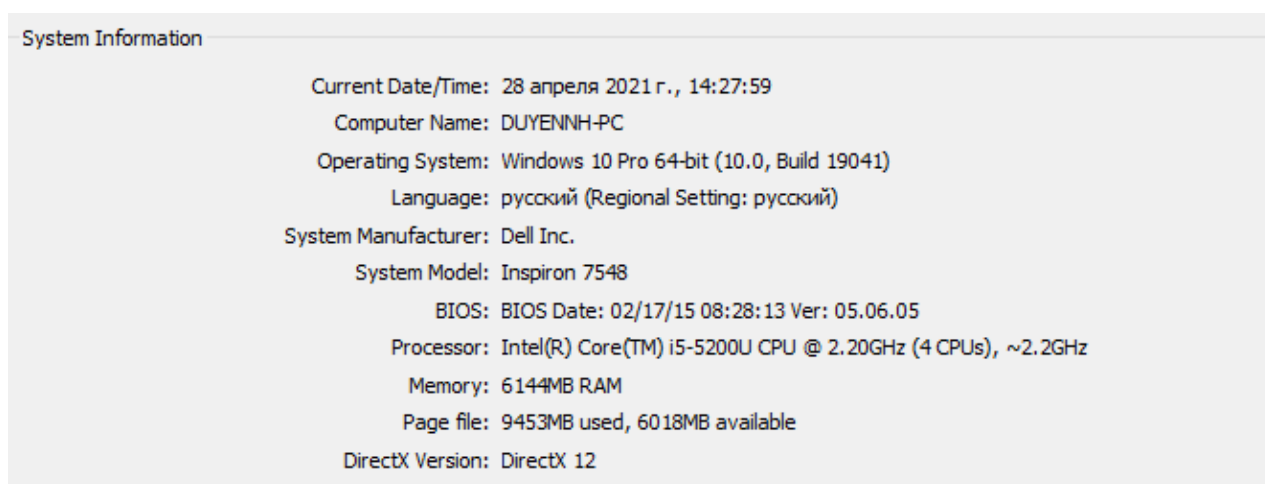 System Information
Current Date/Time: 28 апреля 2021 г., 14:27:59
Computer Name: DUYENNH-PC
Operating System: Windows 10 Pro 64-bit (10.0, Build 19041)
Language: русский (Regional Setting: русский)
System Manufacturer: Dell Inc.
System Model: Inspiron 7548
BIOS: BIOS Date: 02/17/15 08:28:13 Ver: 05.06.05
Processor: Intel(R) Core(TM) i5-5200U CPU @ 2.20GHz (4 CPUs), ~2.2GHz
Memory: 6144MB RAM
Page file: 9453MB used, 6018MB available
DirectX Version: DirectX 12